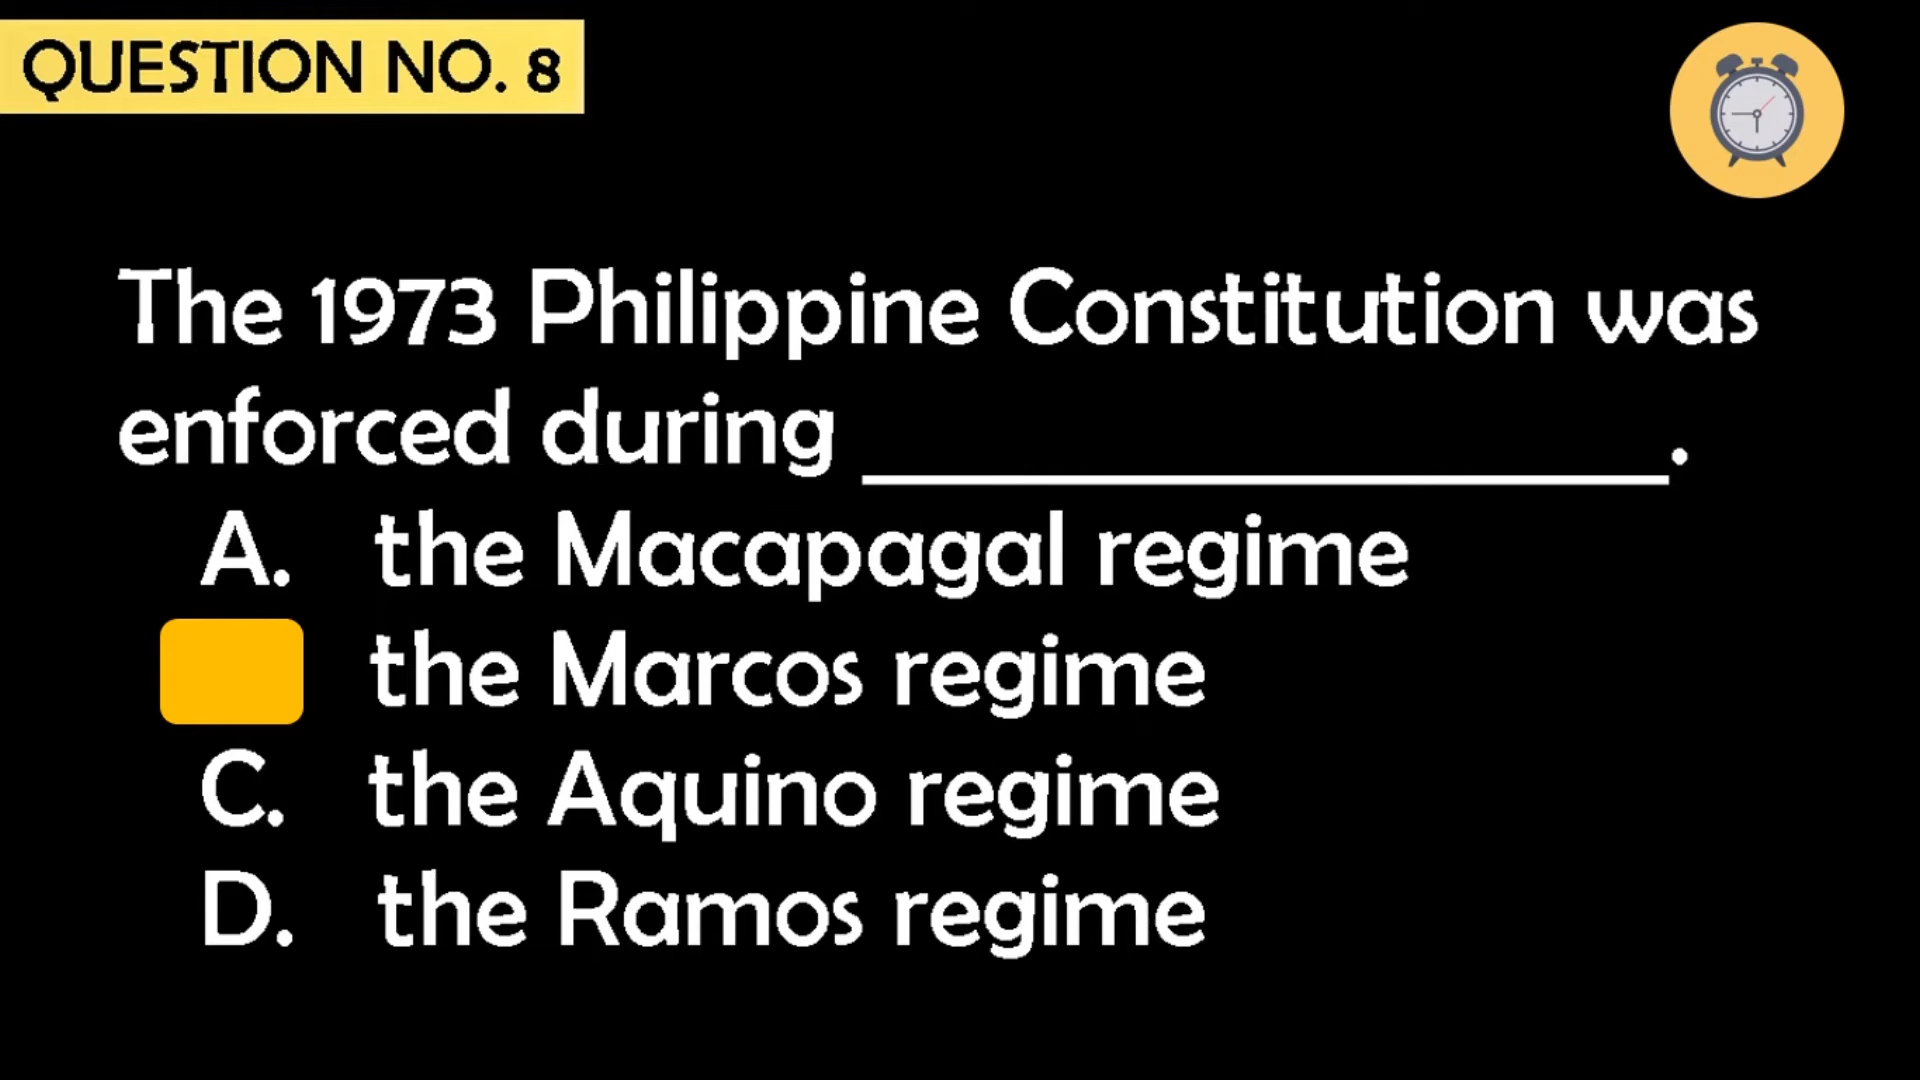 QUESTION NO. 8
The 1973 Philippine Constitution was
enforced during ____________________.
A. the Macapagal regime
the Marcos regime
C. the Aquino regime
D. the Ramos regime